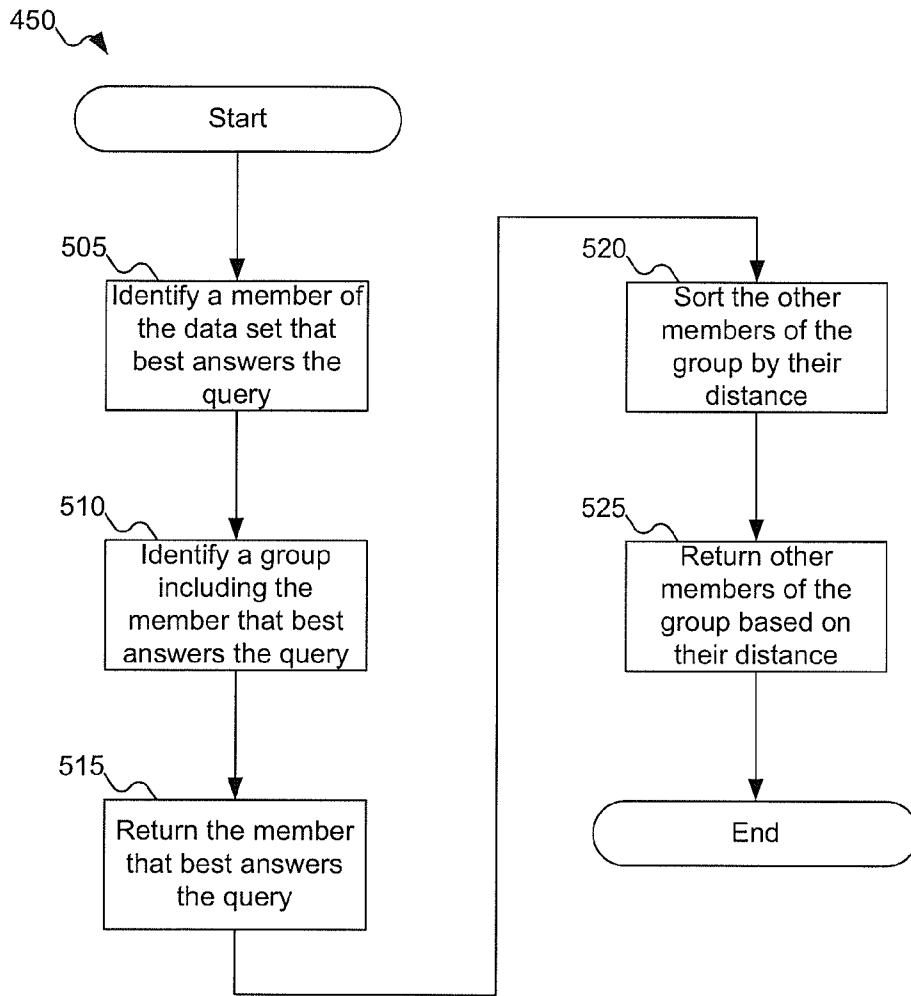 450
Start
505
Identify a member of
the data set that
best answers the
query
510
Identify a group
including the
member that best
answers the query
515
Return the member
that best answers
the query
520
Sort the other
members of the
group by their
distance
525
Return other
members of the
group based on
their distance
End